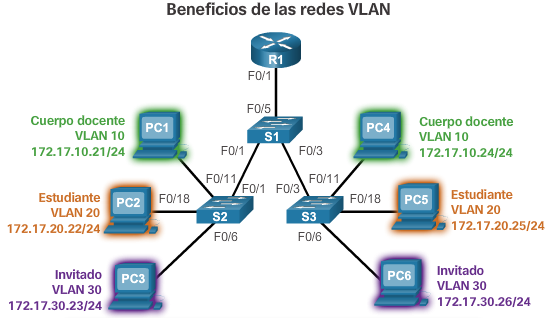 Beneficios de las redes VLAN
R1
F0/1
F0/5
S1
F0/1
F0/3
Cuerpo docente
VLAN 10
172.17.10.21/24
PC1
PC4
Cuerpo docente
VLAN 10
172.17.10.24/24
F0/11
F0/1
F0/3
F0/11
Estudiante
VLAN 20
172.17.20.22/24
PC2
F0/18
S2
S3
F0/18
PC5
Estudiante
VLAN 20
172.17.20.25/24
F0/6
F0/6
Invitado
VLAN 30
172.17.30.23/24
PC3
PC6
Invitado
VLAN 30
172.17.30.26/24